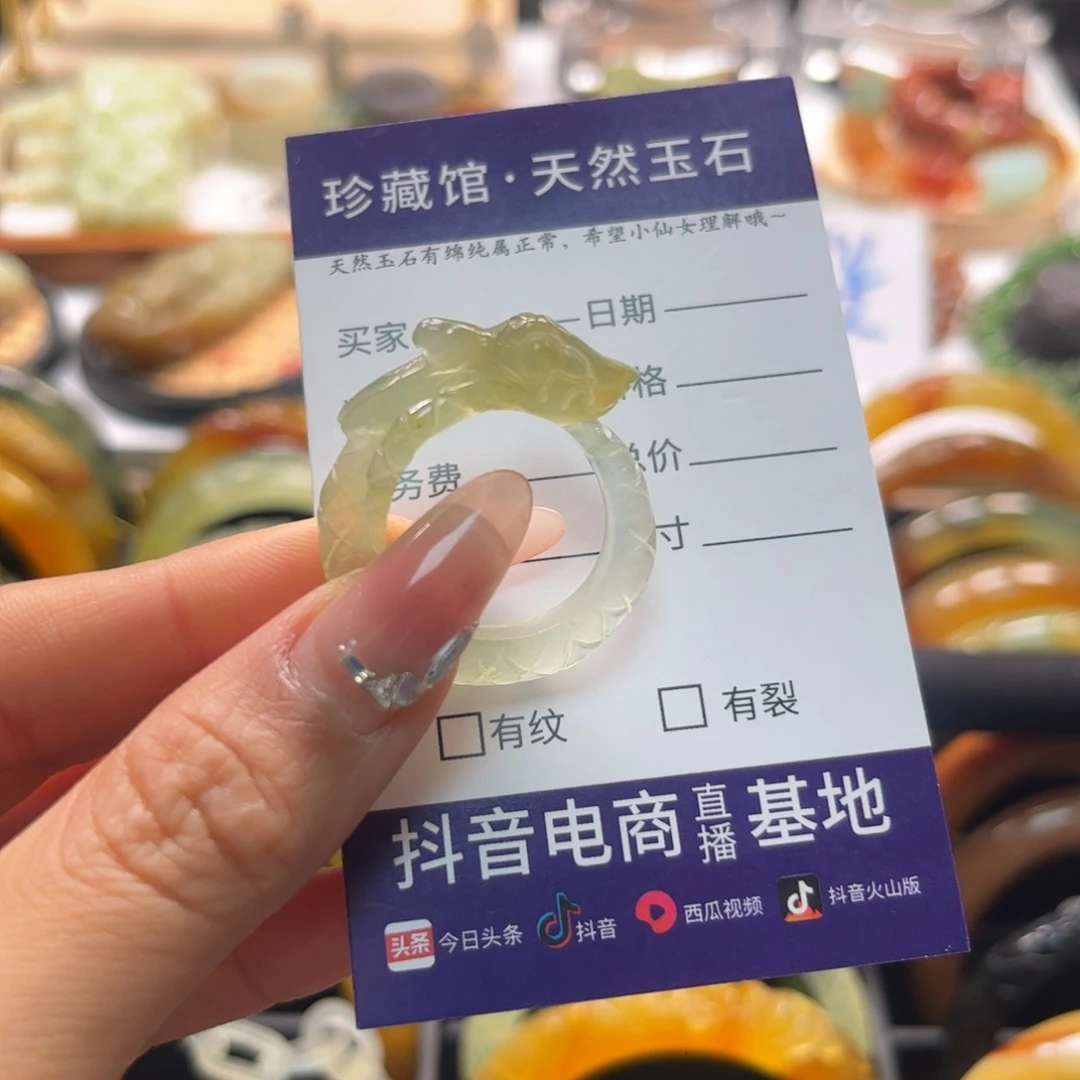 珍藏馆·天然玉石
天然玉石有绵纯属正常，希望小仙女理解哦~
买家 日期
格
务费 总价
寸
有纹 有裂
抖音电商直播基地
头条 今日头条 抖音 西瓜视频 抖音火山版